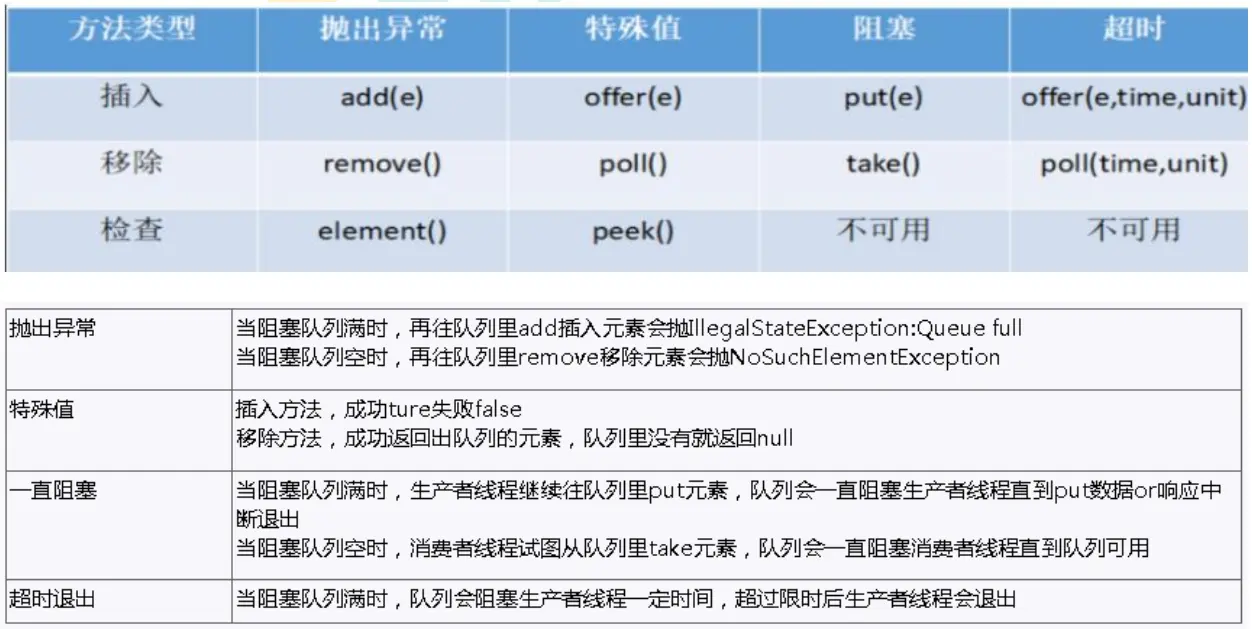 方法类型 抛出异常 特殊值 阻塞 超时
插入 add(e) offer(e) put(e) offer(e,time,unit)
移除 remove() poll() take() poll(time,unit)
检查 element() peek() 不可用 不可用
抛出异常 当阻塞队列满时，再往队列里add插入元素会抛IllegalStateException:Queue full
当阻塞队列空时，再往队列里remove移除元素会抛NoSuchElementException
特殊值 插入方法，成功ture失败false
移除方法，成功返回出队列的元素，队列里没有就返回null
一直阻塞 当阻塞队列满时，生产者线程继续往队列里put元素，队列会一直阻塞生产者线程直到put数据or响应中
断退出
当阻塞队列空时，消费者线程试图从队列里take元素，队列会一直阻塞消费者线程直到队列可用
超时退出 当阻塞队列满时，队列会阻塞生产者线程一定时间，超过限时后生产者线程会退出